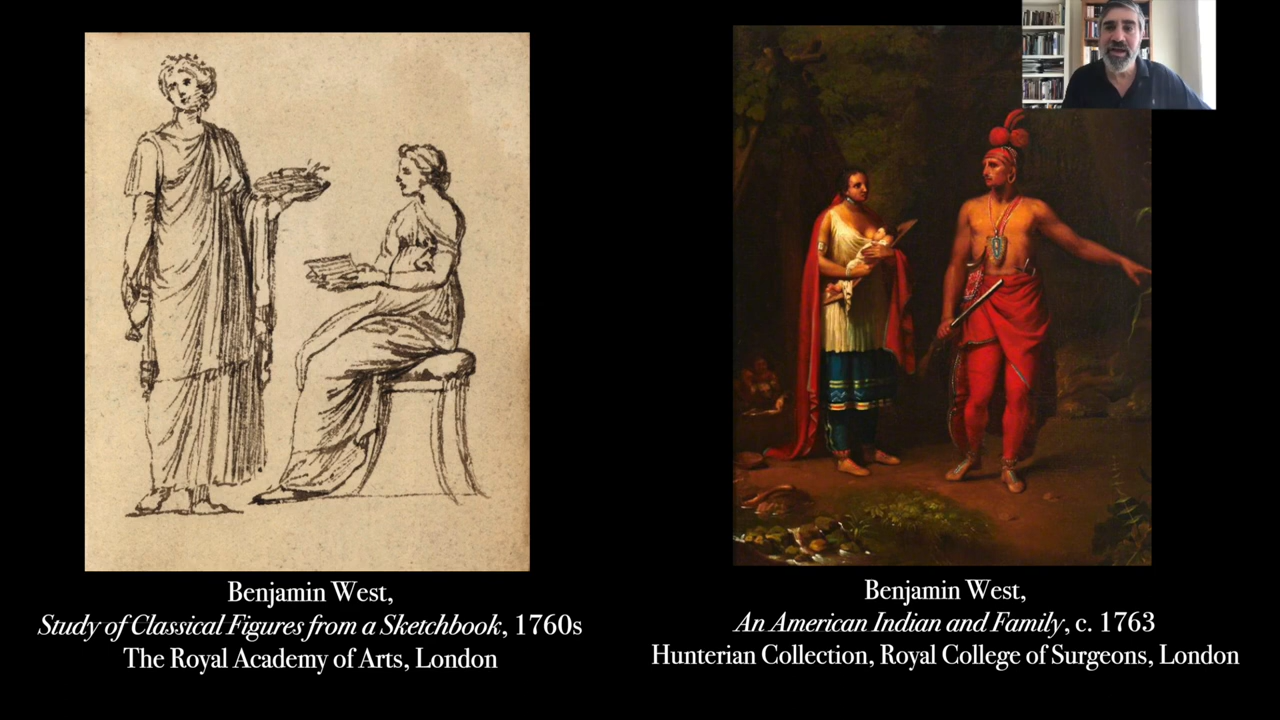 Benjamin West,
Study of Classical Figures from a Sketchbook, 1760s
The Royal Academy of Arts, London
Benjamin West,
An American Indian and Family, c. 1763
Hunterian Collection, Royal College of Surgeons, London